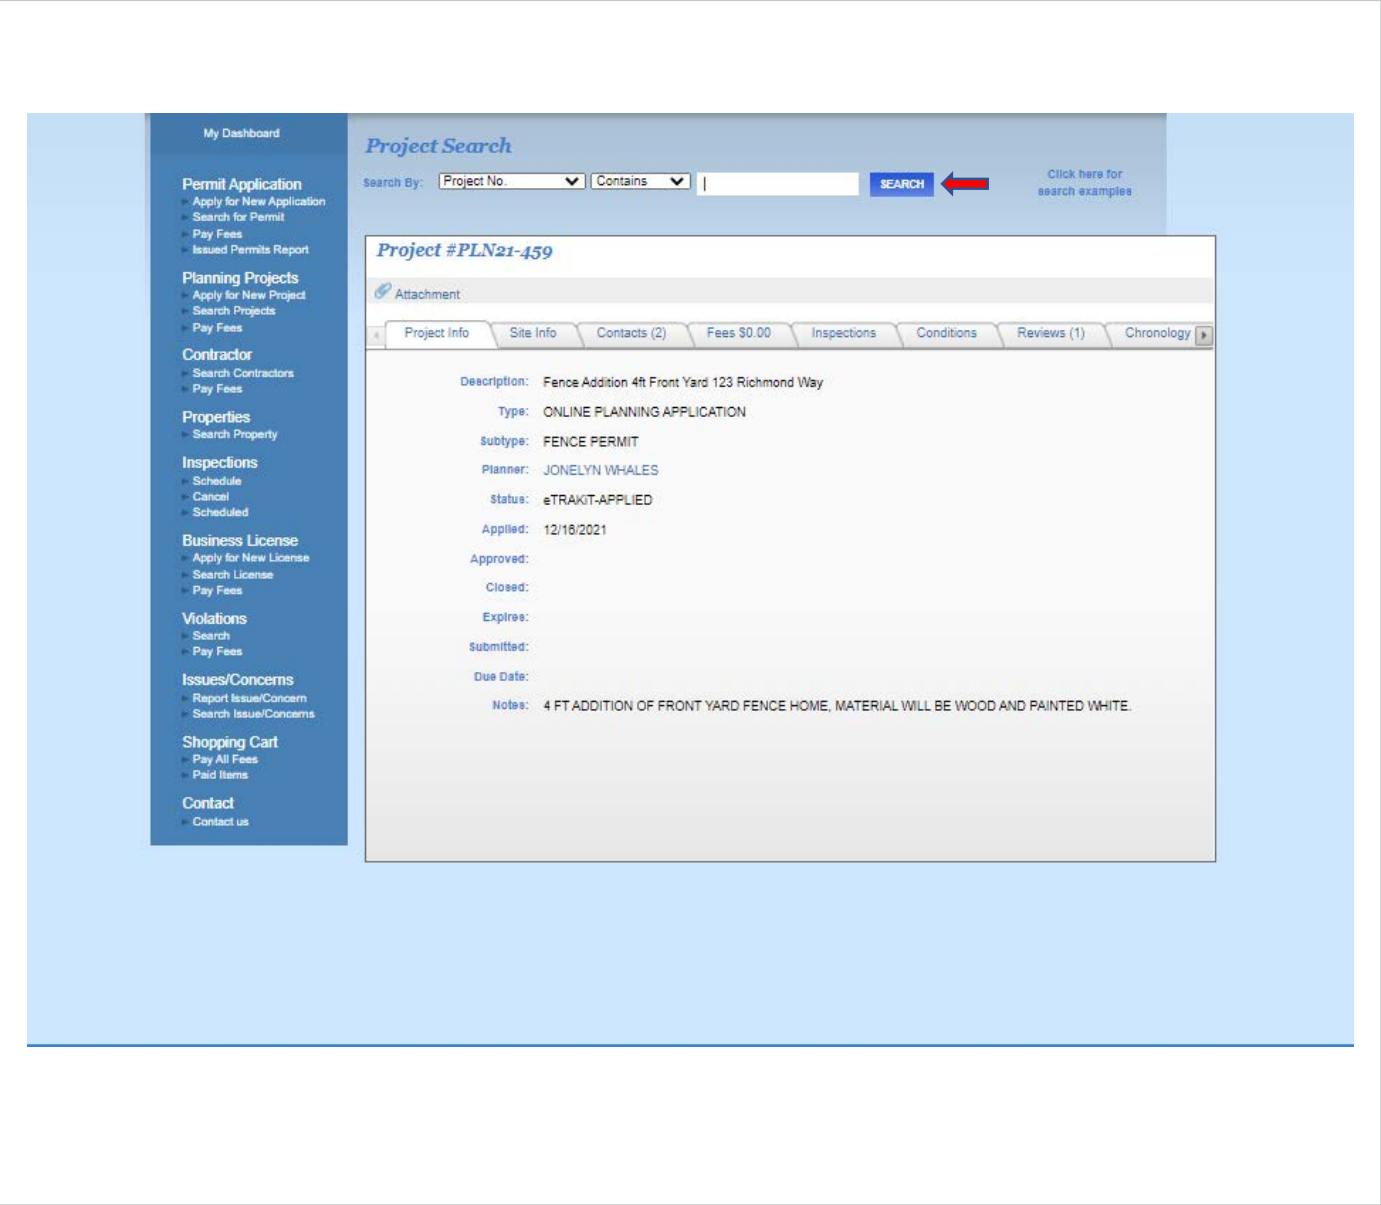 My Dashboard
Permit Application
Apply for New Application
Search for Permit
Pay Fees
Issued Permits Report
Planning Projects
Apply for New Project
Search Projects
Pay Fees
Contractor
Search Contractors
Pay Fees
Properties
Search Property
Inspections
Schedule
Cancel
Scheduled
Business License
Apply for New License
Search License
Pay Fees
Violations
Search
Pay Fees
Issues/Concerns
Report Issue/Concern
Search Issue/Concerns
Shopping Cart
Pay All Fees
Paid Items
Contact
Contact us
Project Search
Search By: Project No. Contains SEARCH
Click here for
search examples
Project #PLN21-459
Attachment
Project Info Site Info Contacts (2) Fees $0.00 Inspections Conditions Reviews (1) Chronology
Description: Fence Addition 4ft Front Yard 123 Richmond Way
Type: ONLINE PLANNING APPLICATION
Subtype: FENCE PERMIT
Planner: JONELYN WHALES
Status: eTRAKiT-APPLIED
Applied: 12/16/2021
Approved:
Closed:
Expires:
Submitted:
Due Date:
Notes: 4 FT ADDITION OF FRONT YARD FENCE HOME, MATERIAL WILL BE WOOD AND PAINTED WHITE.